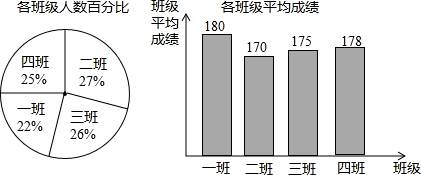 各班级人数百分比
四班
25%
二班
27%
一班
22%
三班
26%
各班级平均成绩
班级
平均
成绩
180
170
175
178
一班
二班
三班
四班
班级